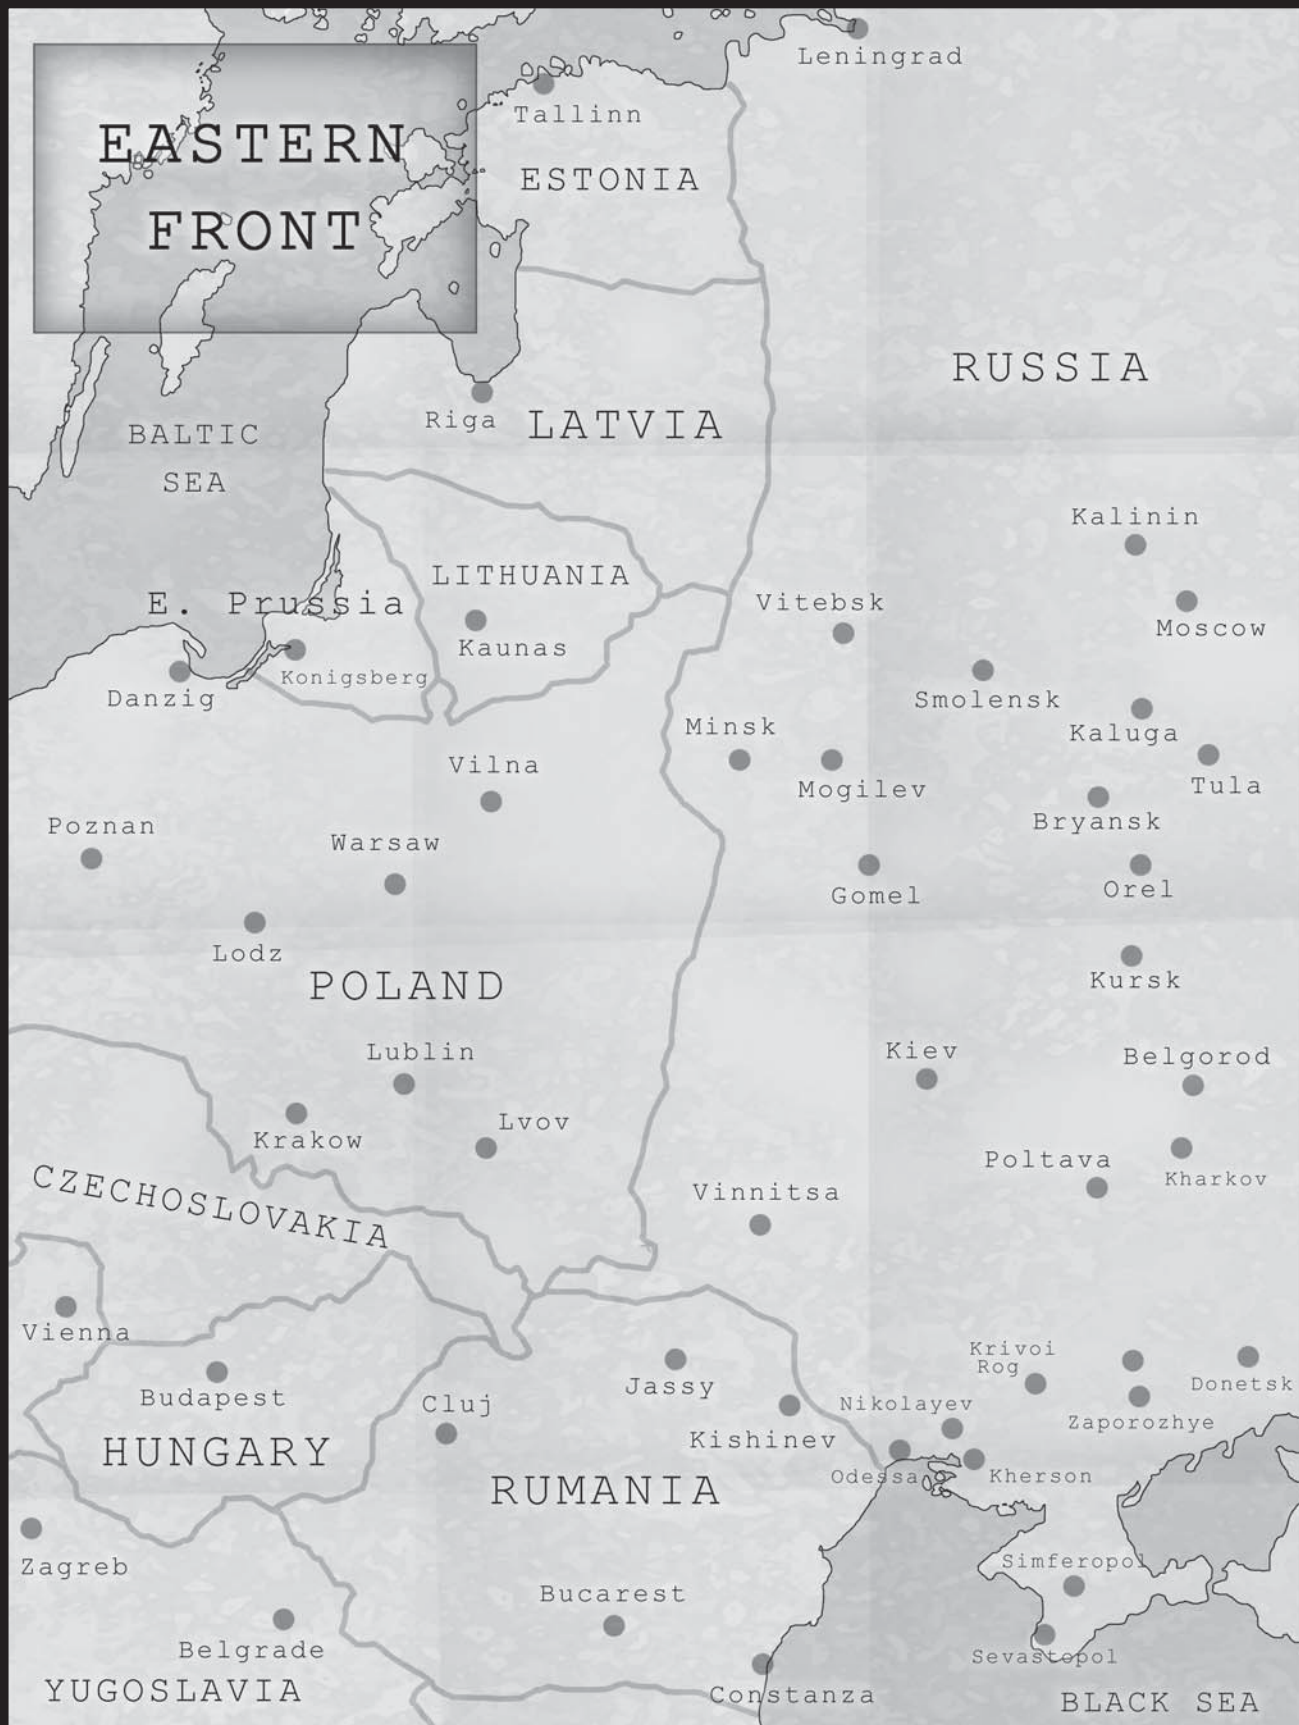 Leningrad
Tallinn
EASTERN
FRONT
ESTONIA
RUSSIA
Riga
LATVIA
BALTIC
SEA
Kalinin
LITHUANIA
E. Prussia
Vitebsk
Moscow
Kaunas
Konigsberg
Danzig
Smolensk
Minsk
Kaluga
Vilna
Mogilev
Tula
Poznan
Bryansk
Warsaw
Gomel
Orel
Lodz
POLAND
Kursk
Lublin
Kiev
Belgorod
Lvov
Krakow
Poltava
Kharkov
CZECHOSLOVAKIA
Vinnitsa
Vienna
Krivoi
Rog
Jassy
Donetsk
Budapest
Cluj
Nikolayev
Zaporozhye
Kishinev
HUNGARY
Odessa
Kherson
RUMANIA
Simferopol
Zagreb
Bucarest
Belgrade
Sevastopol
YUGOSLAVIA
Constanza
BLACK SEA